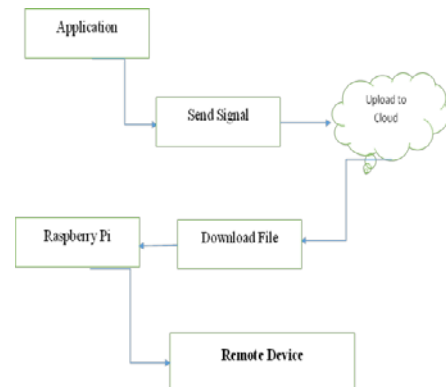 Application
Send Signal
Upload to
Cloud
Raspberry Pi
Download File
Remote Device